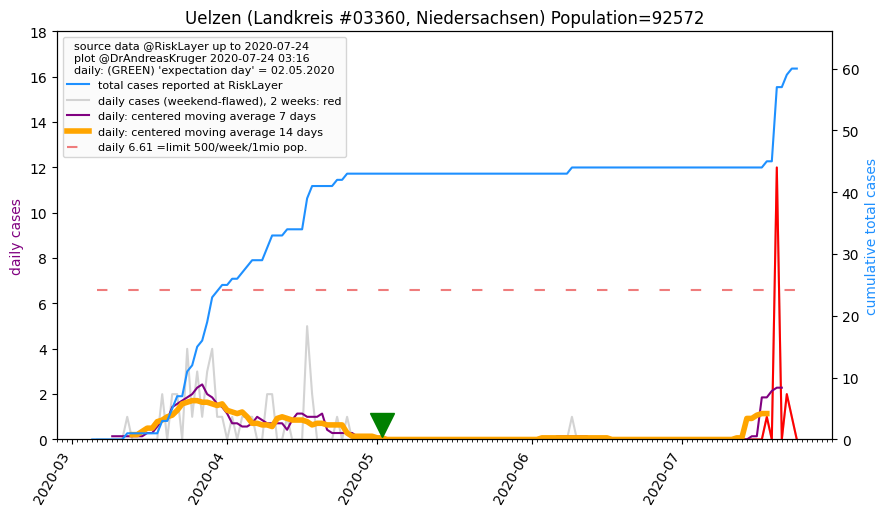 Uelzen (Landkreis #03360, Niedersachsen) Population=92572
source data @RiskLayer up to 2020-07-24
plot @DrAndreasKruger 2020-07-24 03:16
daily: (GREEN) 'expectation day' = 02.05.2020
total cases reported at RiskLayer
daily cases (weekend-flawed), 2 weeks: red
daily: centered moving average 7 days
daily: centered moving average 14 days
daily 6.61 =limit 500/week/1mio pop.
daily cases
18
16
14
12
10
8
6
4
2
0
cumulative total cases
60
50
40
30
20
10
0
2020-03
2020-04
2020-05
2020-06
2020-07